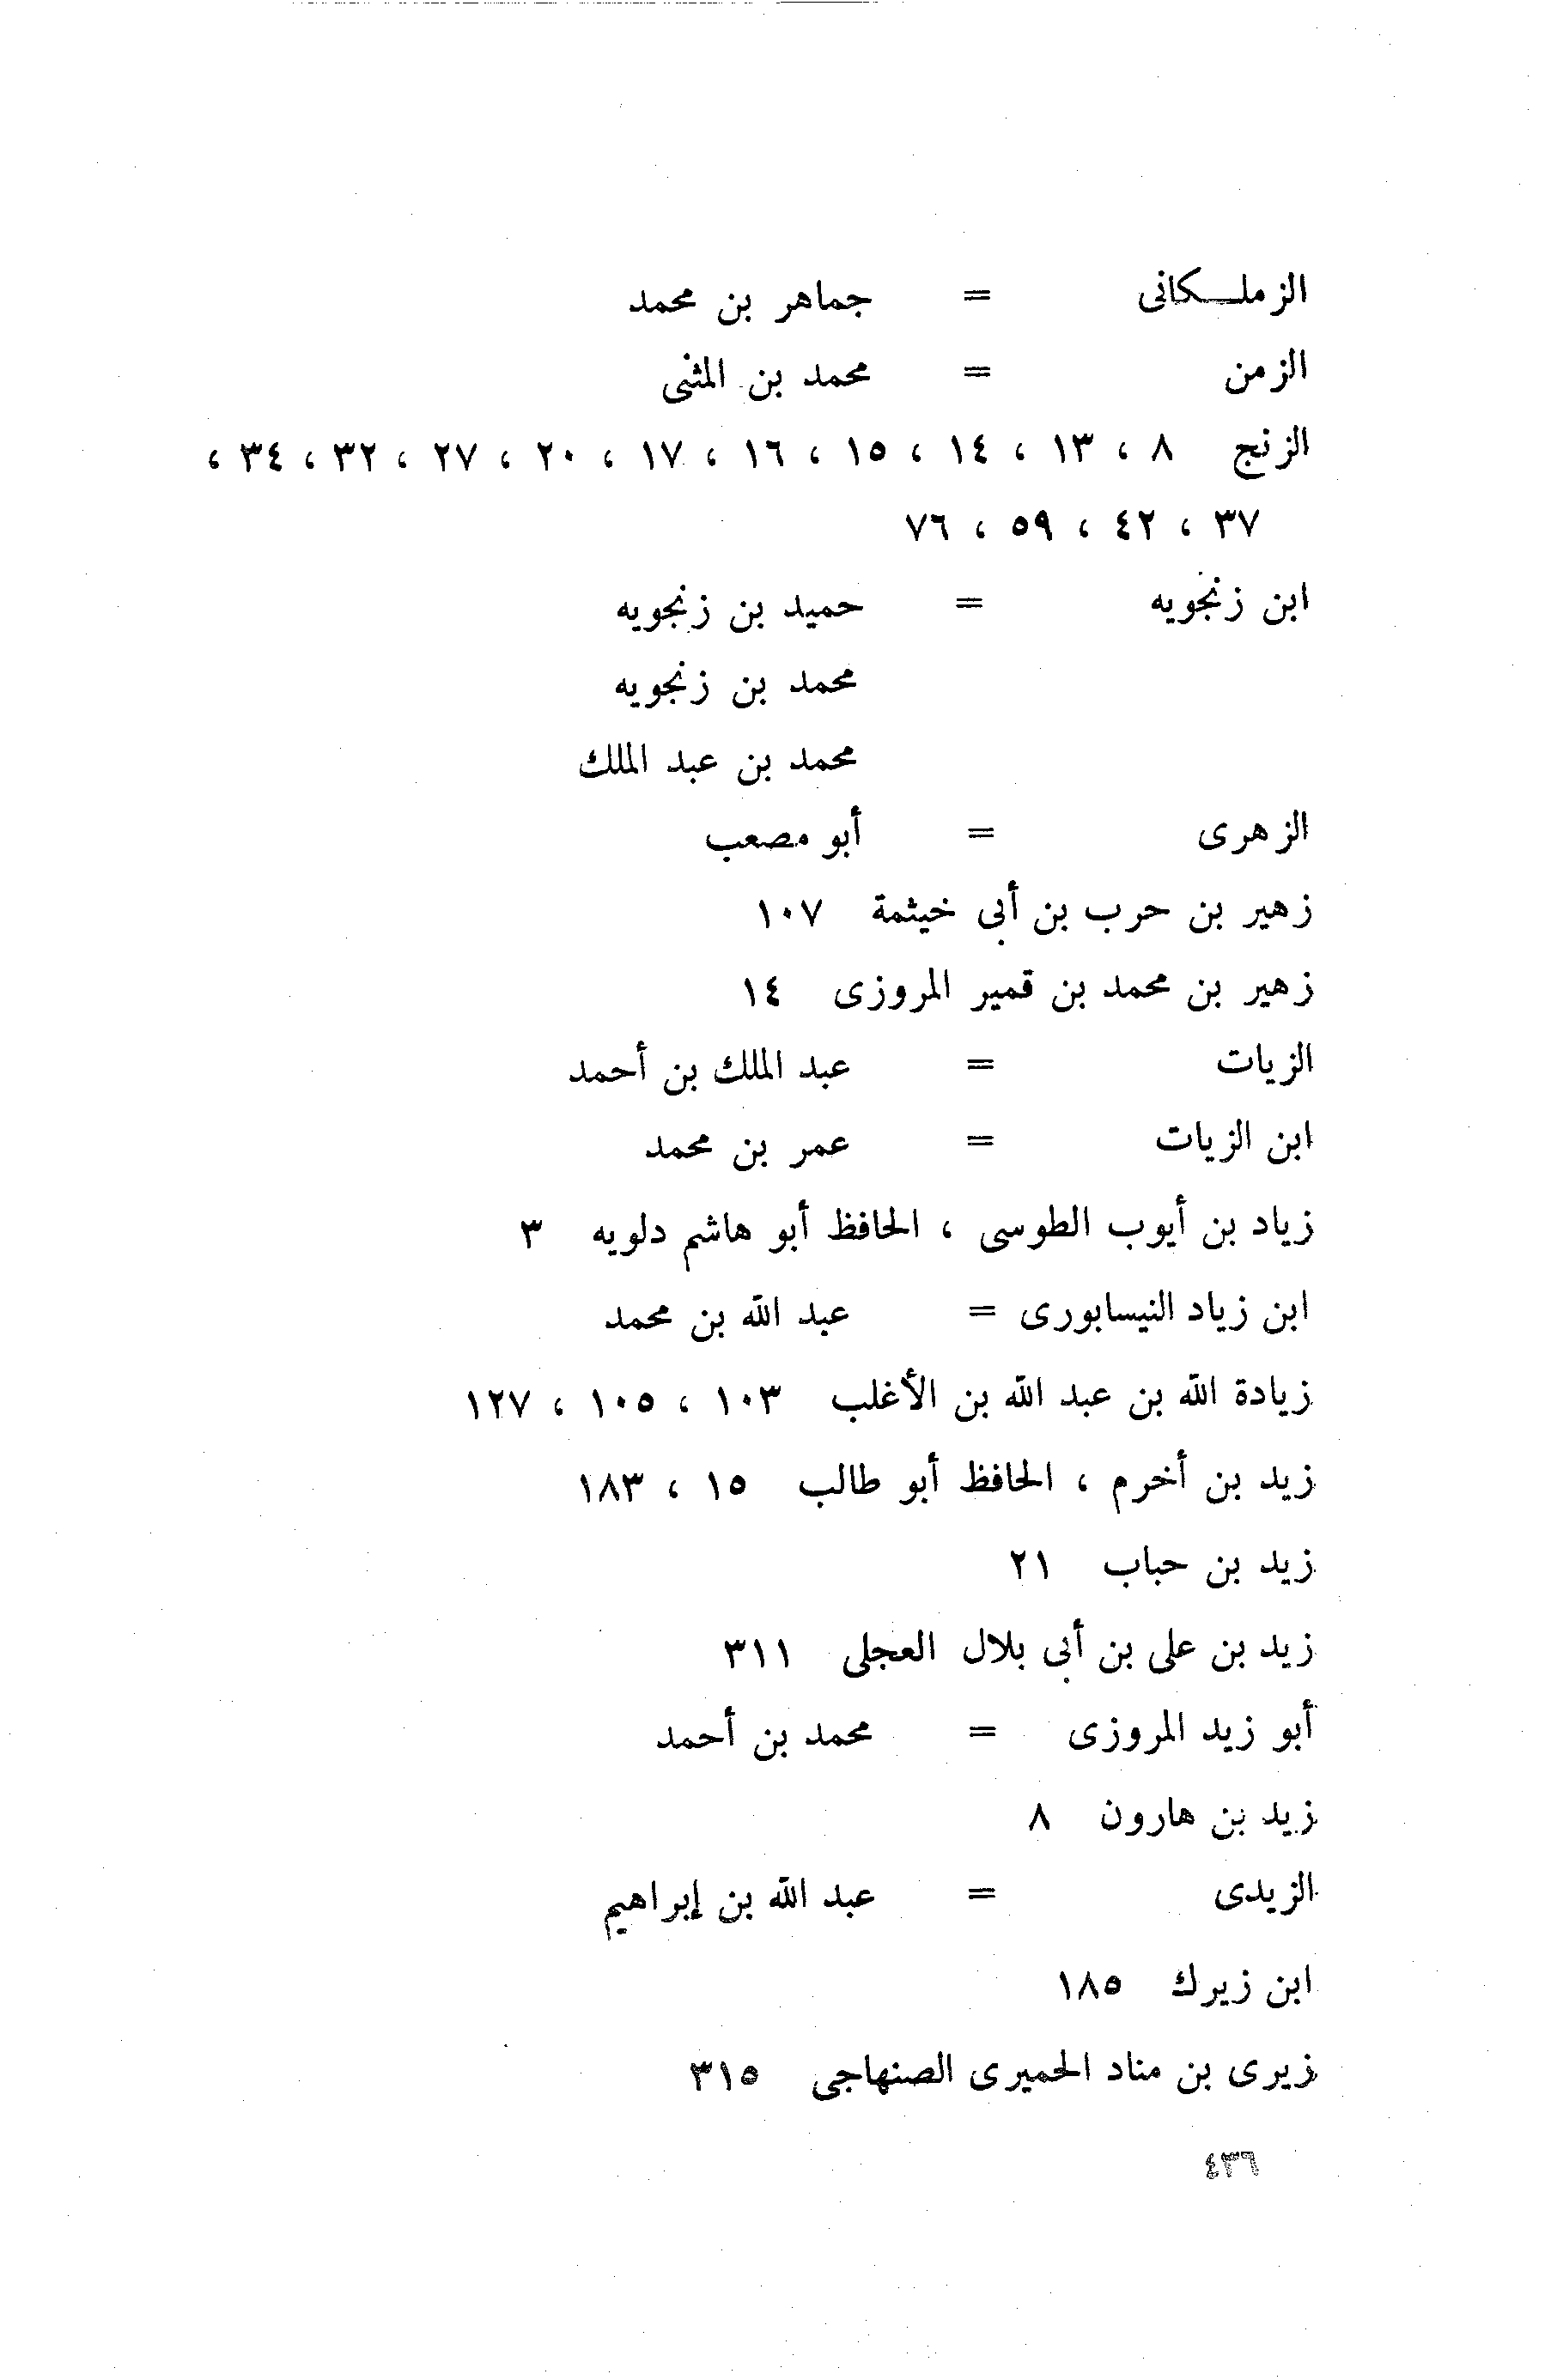 الزملكانى = جماهر بن محمد
الزمن = محمد بن المثنى
الزنج ٨ ، ١٣ ، ١٤ ، ١٥ ، ١٦ ، ١٧ ، ٢٠ ، ٢٧ ، ٣٢ ، ٣٤ ،
٣٧ ، ٤٢ ، ٥٩ ، ٧٦
ابن زنجويه = حميد بن زنجويه
محمد بن زنجويه
محمد بن عبد الملك
الزهرى = أبو مصعب
زهير بن حرب بن أبى خيثمة ١٠٧
زهير بن محمد بن قمير المروزى ١٤
الزيات = عبد الملك بن أحمد
ابن الزيات = عمر بن محمد
زياد بن أيوب الطوسى ، الحافظ أبو هاشم دلويه ٣
ابن زياد النيسابورى = عبد الله بن محمد
زيادة الله بن عبد الله بن الأغلب ١٠٣ ، ١٠٥ ، ١٢٧
زيد بن أخرم ، الحافظ أبو طالب ١٥ ، ١٨٣
زيد بن حباب ٢١
زيد بن على بن أبى بلال العجلى ٣١١
أبو زيد المروزى = محمد بن أحمد
زيد بن هارون ٨
الزيدى = عبد الله بن إبراهيم
ابن زيرك ١٨٥
زيرى بن مناد الحميرى الصنهاجى ٣١٥
٤٣٦